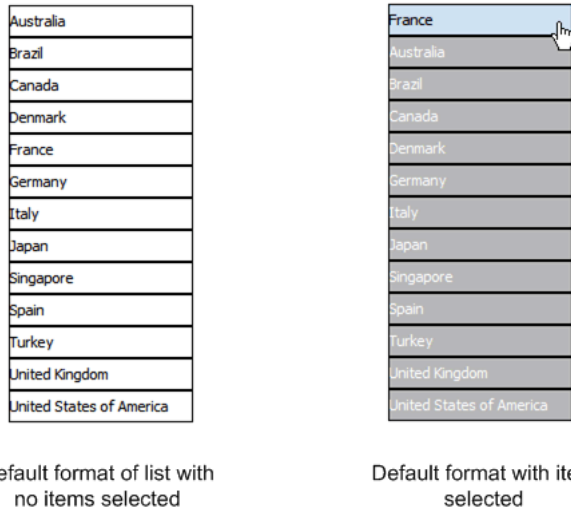 Australia
Brazil
Canada
Denmark
France
Germany
Italy
Japan
Singapore
Spain
Turkey
United Kingdom
United States of America
efault format of list with
no items selected
France
Australia
Brazil
Canada
Denmark
Germany
Italy
Japan
Singapore
Spain
Turkey
United Kingdom
United States of America
Default format with ite
selected